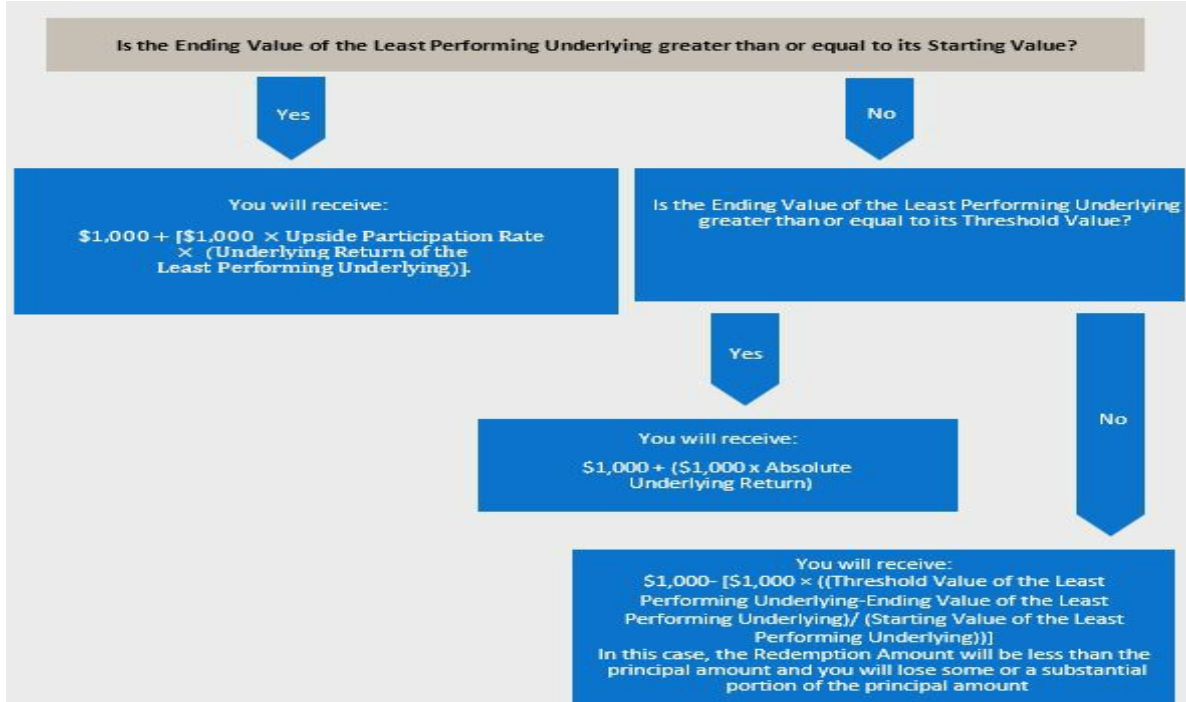 Is the Ending Value of the Least Performing Underlying greater than or equal to its Starting Value?
Yes
No
You will receive:
$1,000 + [$1,000 × Upside Participation Rate
× (Underlying Return of the
Least Performing Underlying)].
Is the Ending Value of the Least Performing Underlying
greater than or equal to its Threshold Value?
Yes
No
You will receive:
$1,000 + ($1,000 x Absolute
Underlying Return)
You will receive:
$1,000- [$1,000 × ((Threshold Value of the Least
Performing Underlying-Ending Value of the Least
Performing Underlying)/ (Starting Value of the Least
Performing Underlying))]
In this case, the Redemption Amount will be less than the
principal amount and you will lose some or a substantial
portion of the principal amount